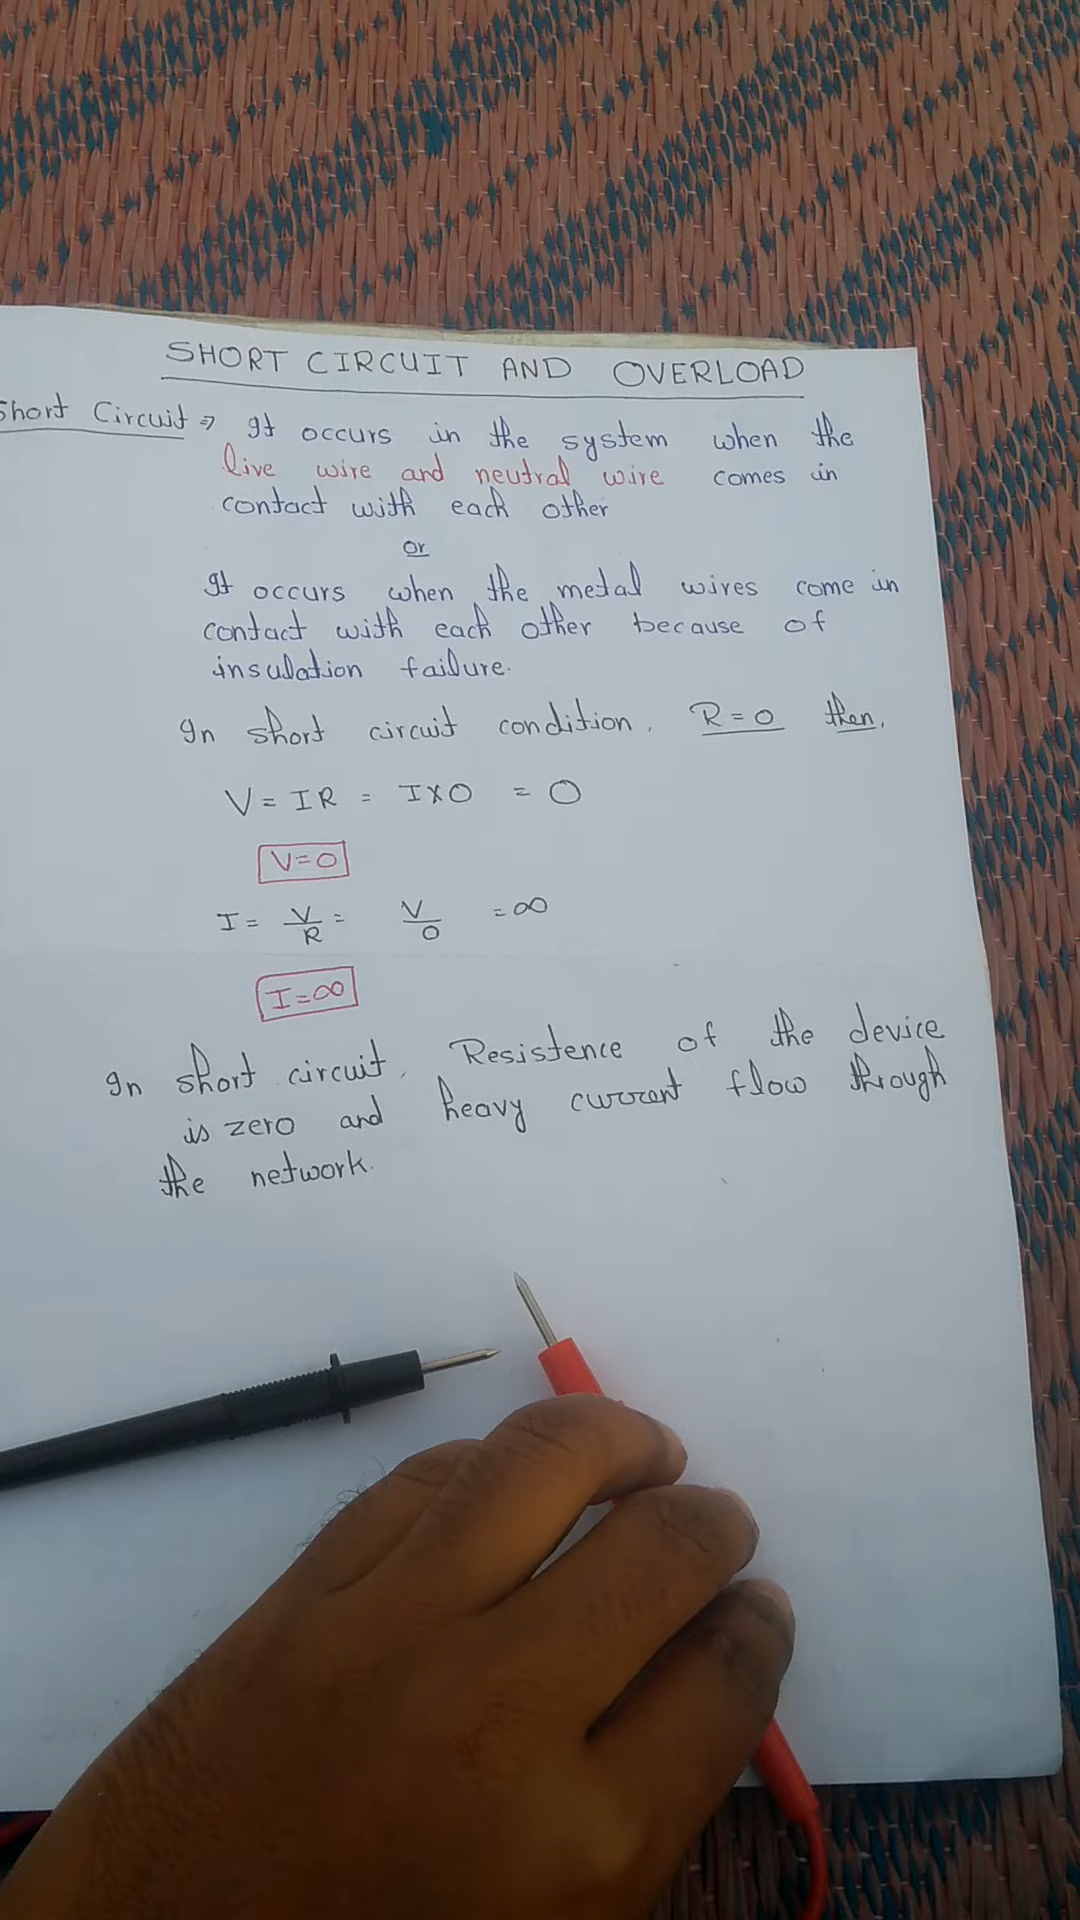 SHORT CIRCUIT AND OVERLOAD
Short Circuit ⇒ It occurs in the system when the
live wire and neutral wire comes in
contact with each other
or
It occurs when the metal wires come in
contact with each other because of
insulation failure.
In short circuit condition, R = 0 then,
V = IR = I×0 = 0
V=0
I = V/R = V/0 = ∞
I=∞
In short circuit, Resistence of the device
is zero and heavy current flow through
the network.